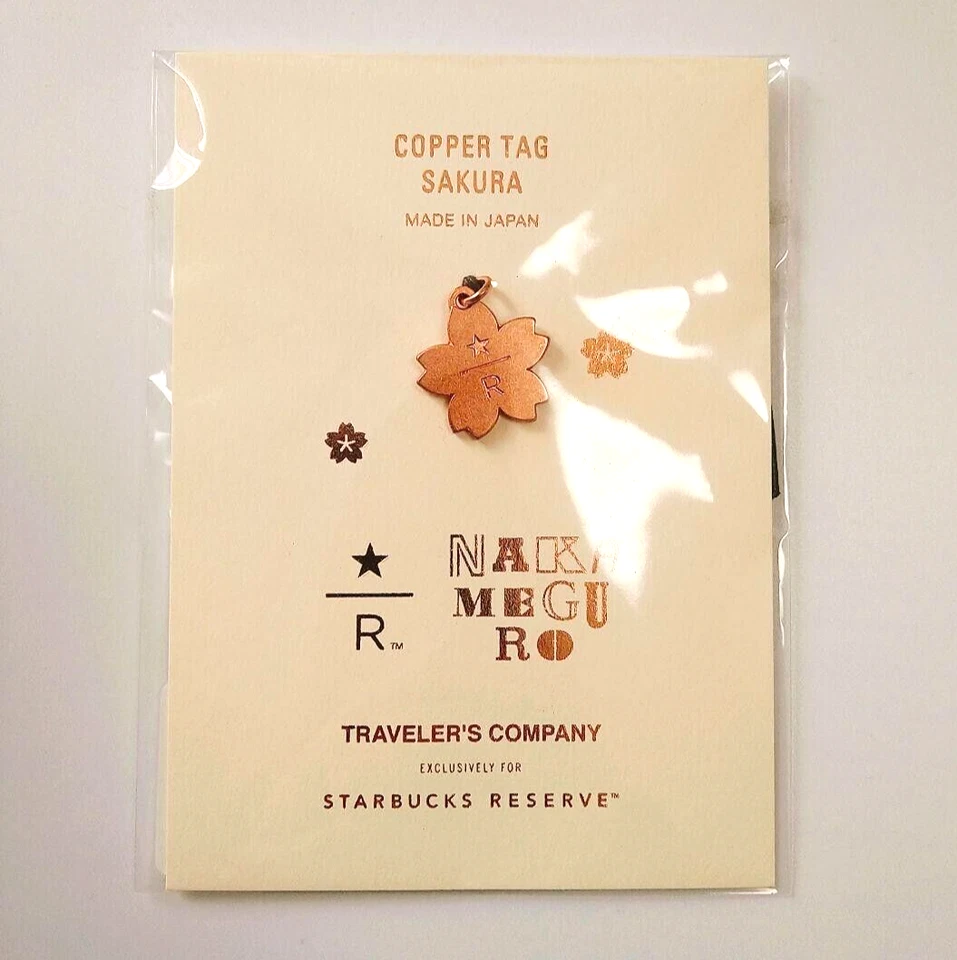 COPPER TAG
SAKURA
MADE IN JAPAN
R
R™
NAKA
MEGU
RO
TRAVELER'S COMPANY
EXCLUSIVELY FOR
STARBUCKS RESERVE™